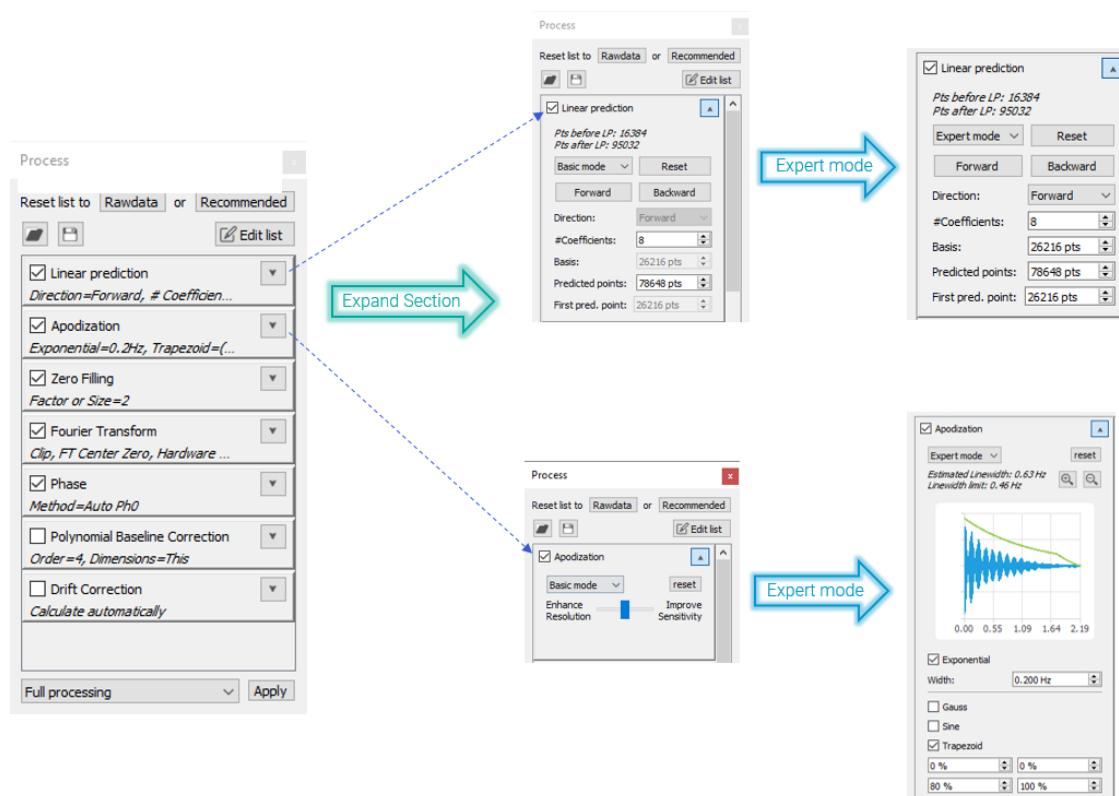 Process
x
Reset list to Rawdata or Recommended
Edit list
Linear prediction
Direction=Forward, # Coefficien...
Apodization
Exponential=0.2Hz, Trapezoid=(...
Zero Filling
Factor or Size=2
Fourier Transform
Clip, FT Center Zero, Hardware ...
Phase
Method=Auto Ph0
Polynomial Baseline Correction
Order=4, Dimensions=This
Drift Correction
Calculate automatically
Full processing Apply
Expand Section
Process
x
Reset list to Rawdata or Recommended
Edit list
Linear prediction
Pts before LP: 16384
Pts after LP: 95032
Basic mode Reset
Forward Backward
Direction: Forward
#Coefficients: 8
Basis: 26216 pts
Predicted points: 78648 pts
First pred. point: 26216 pts
Expert mode
Linear prediction
Pts before LP: 16384
Pts after LP: 95032
Expert mode Reset
Forward Backward
Direction: Forward
#Coefficients: 8
Basis: 26216 pts
Predicted points: 78648 pts
First pred. point: 26216 pts
Process
x
Reset list to Rawdata or Recommended
Edit list
Apodization
Basic mode reset
Enhance Improve
Resolution Sensitivity
Expert mode
Apodization
Expert mode reset
Estimated Linewidth: 0.63 Hz
Linewidth limit: 0.46 Hz
0.00 0.55 1.09 1.64 2.19
Exponential
Width: 0.200 Hz
Gauss
Sine
Trapezoid
0 % 0 %
80 % 100 %